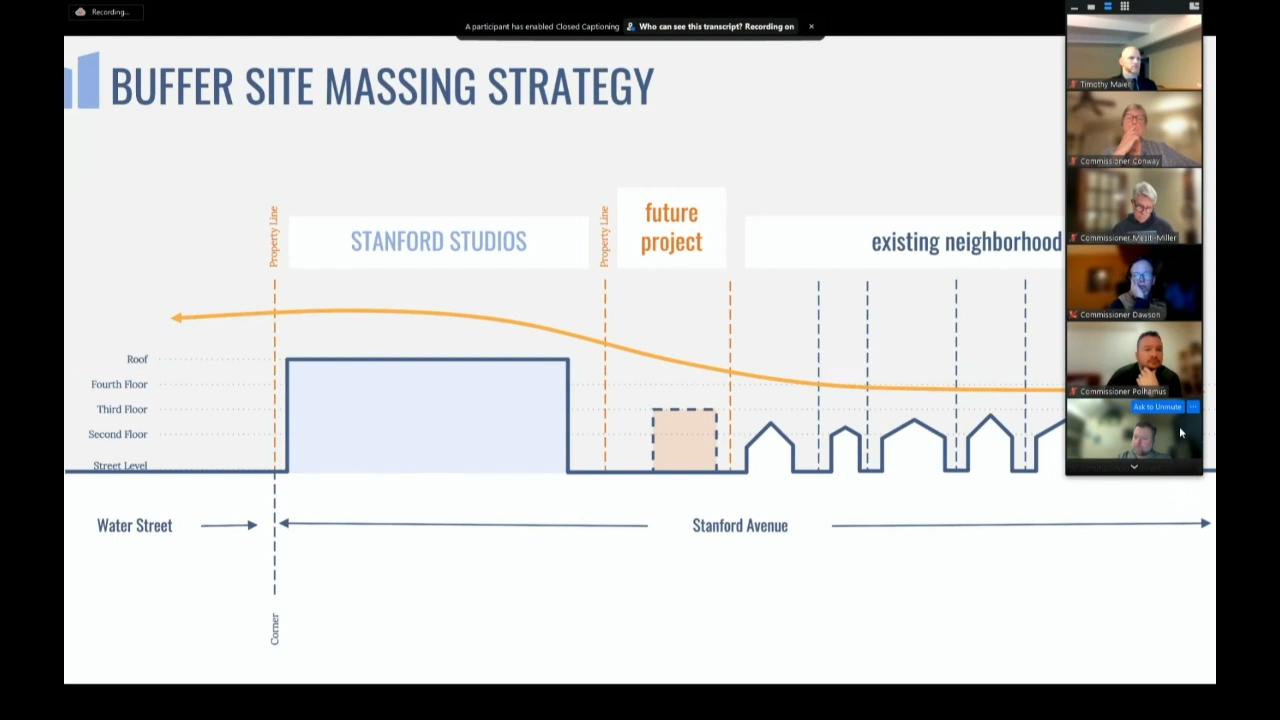 Recording...
A participant has enabled Closed Captioning
Who can see this transcript? Recording on
BUFFER SITE MASSING STRATEGY
Property Line
STANFORD STUDIOS
Property Line
future
project
existing neighborhood
Roof
Fourth Floor
Third Floor
Second Floor
Street Level
Water Street
Stanford Avenue
Corner
Timothy Maier
Commissioner Conway
Commissioner
Commissioner Dawson
Commissioner Polhamus
Ask to Unmute